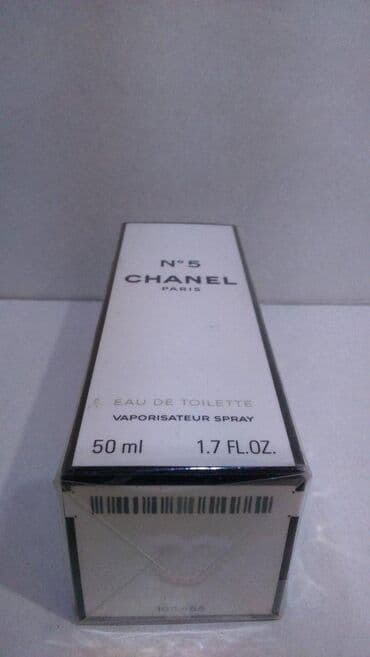 N°5
CHANEL
PARIS
EAU DE TOILETTE
VAPORISATEUR SPRAY
50 ml 1.7 FL.OZ.